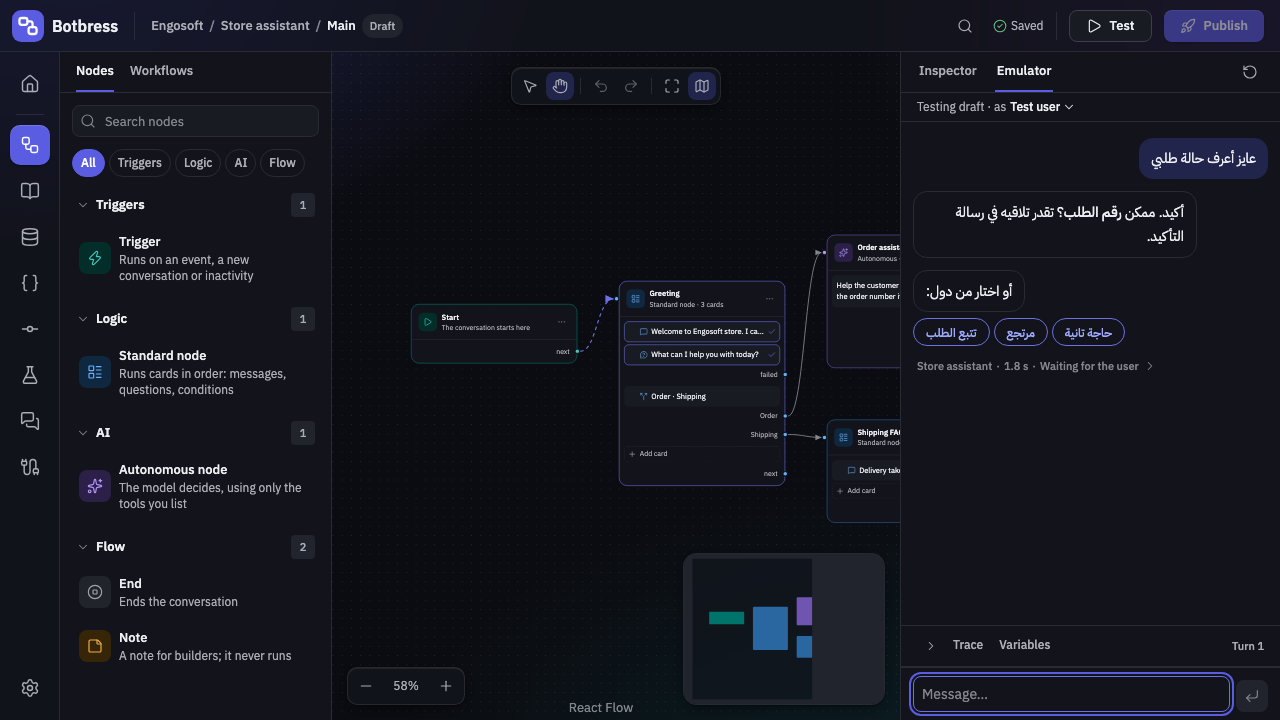 Botbress
Engosoft / Store assistant / Main Draft
Saved
Test
Publish
Nodes Workflows
Search nodes
All Triggers Logic AI Flow
Triggers 1
Trigger
Runs on an event, a new
conversation or inactivity
Logic 1
Standard node
Runs cards in order: messages,
questions, conditions
AI 1
Autonomous node
The model decides, using only the
tools you list
Flow 2
End
Ends the conversation
Note
A note for builders; it never runs
Start
The conversation starts here
next
Greeting
Standard node · 3 cards
Welcome to Engosoft store. I ca...
What can I help you with today?
failed
Order · Shipping
Order
Shipping
Add card
next
Order assist
Autonomous ·
Help the customer
the order number i
Shipping FA
Standard node
Delivery take
Add card
58%
React Flow
Inspector Emulator
Testing draft · as Test user
عايز أعرف حالة طلبي
أكيد. ممكن رقم الطلب؟ تقدر تلاقيه في رسالة
التأكيد.
أو اختار من دول:
تتبع الطلب مرتجع حاجة تانية
Store assistant · 1.8 s · Waiting for the user
Trace Variables Turn 1
Message...